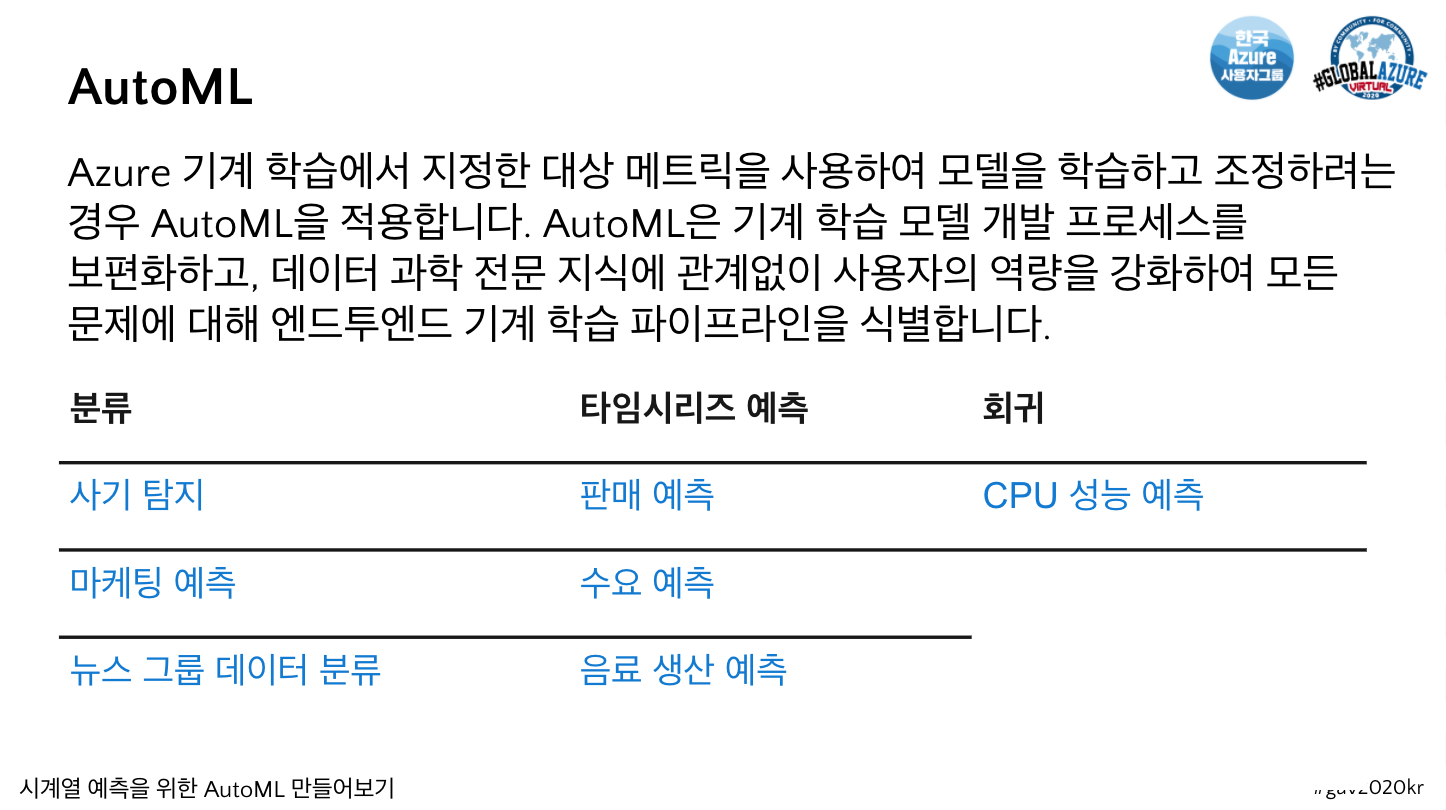 한국
Azure
사용자그룹
BY COMMUNITY · FOR COMMUNITY
#GLOBALAZURE
VIRTUAL
2020
AutoML
Azure 기계 학습에서 지정한 대상 메트릭을 사용하여 모델을 학습하고 조정하려는
경우 AutoML을 적용합니다. AutoML은 기계 학습 모델 개발 프로세스를
보편화하고, 데이터 과학 전문 지식에 관계없이 사용자의 역량을 강화하여 모든
문제에 대해 엔드투엔드 기계 학습 파이프라인을 식별합니다.
분류 타임시리즈 예측 회귀
사기 탐지 판매 예측 CPU 성능 예측
마케팅 예측 수요 예측
뉴스 그룹 데이터 분류 음료 생산 예측
시계열 예측을 위한 AutoML 만들어보기